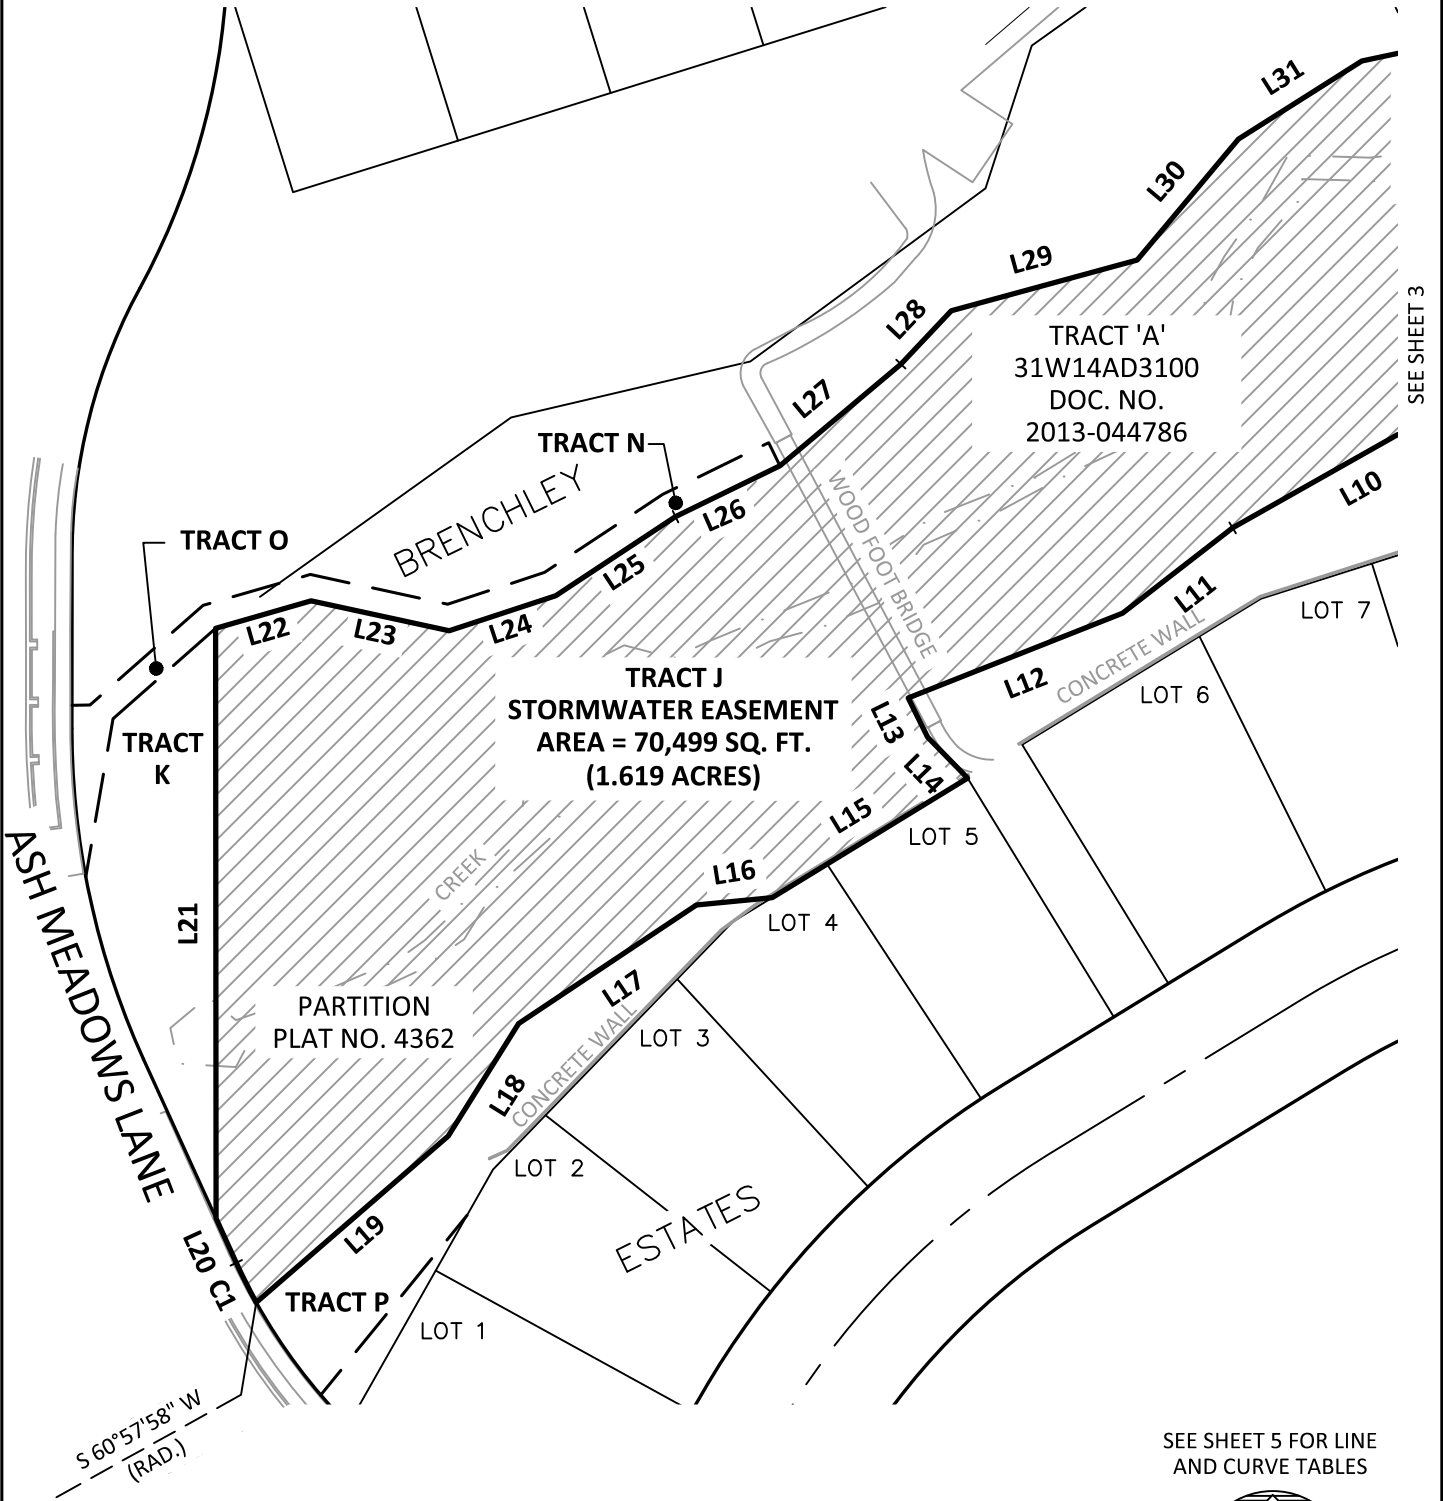 L31
L30
L29
L28
TRACT 'A'
31W14AD3100
DOC. NO.
2013-044786
SEE SHEET 3
L27
TRACT N
L26
L10
BRENCHLEY
WOOD FOOT BRIDGE
TRACT O
L25
L11
LOT 7
L22
L23
L24
CONCRETE WALL
L12
LOT 6
TRACT J
STORMWATER EASEMENT
AREA = 70,499 SQ. FT.
(1.619 ACRES)
L13
L14
TRACT
K
L15
LOT 5
ASH MEADOWS LANE
CREEK
L16
LOT 4
L21
L17
PARTITION
PLAT NO. 4362
LOT 3
CONCRETE WALL
L18
LOT 2
ESTATES
L19
L20
C1
TRACT P
LOT 1
S 60°57'58" W
(RAD.)
SEE SHEET 5 FOR LINE
AND CURVE TABLES